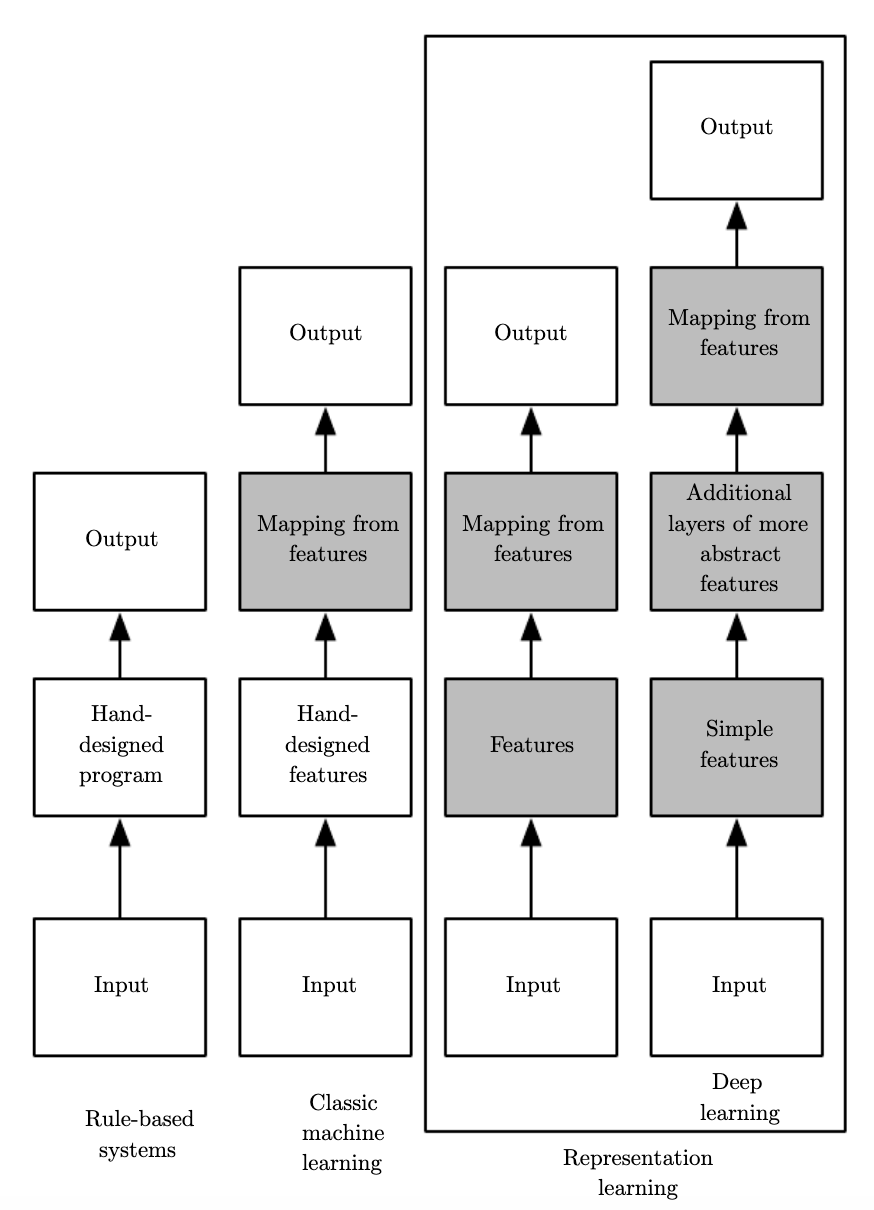 Output
Output
Output
Mapping from
features
Output
Mapping from
features
Mapping from
features
Additional
layers of more
abstract
features
Hand-
designed
program
Hand-
designed
features
Features
Simple
features
Input
Input
Input
Input
Rule-based
systems
Classic
machine
learning
Deep
learning
Representation
learning